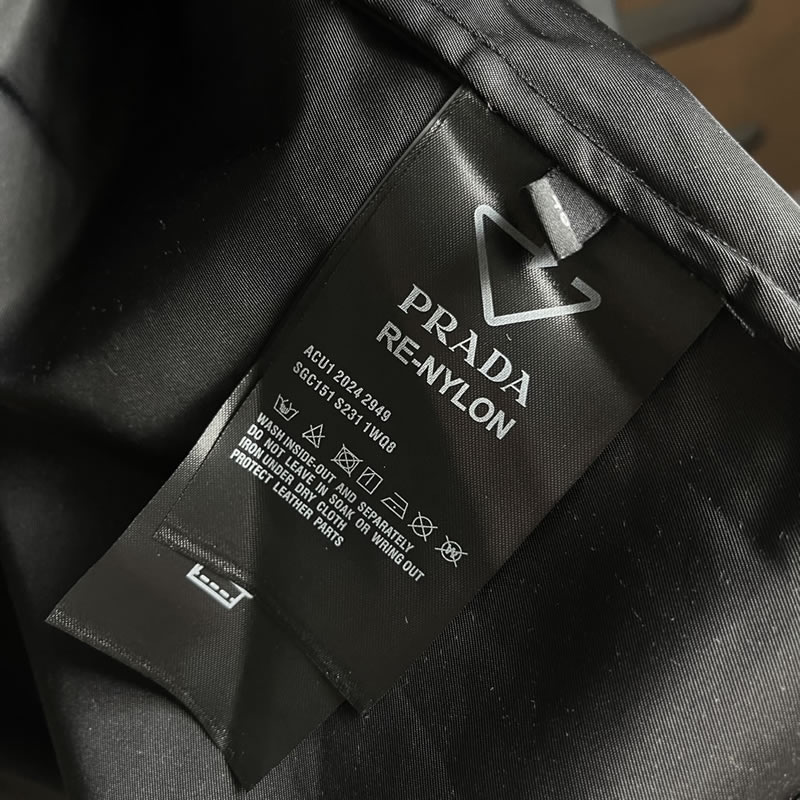 PRADA
RE-NYLON
ACU1 2024 2949
SGC151 S231 1WQ8
WASH INSIDE-OUT AND SEPARATELY
DO NOT LEAVE IN SOAK OR WRING OUT
IRON UNDER DRY CLOTH
PROTECT LEATHER PARTS